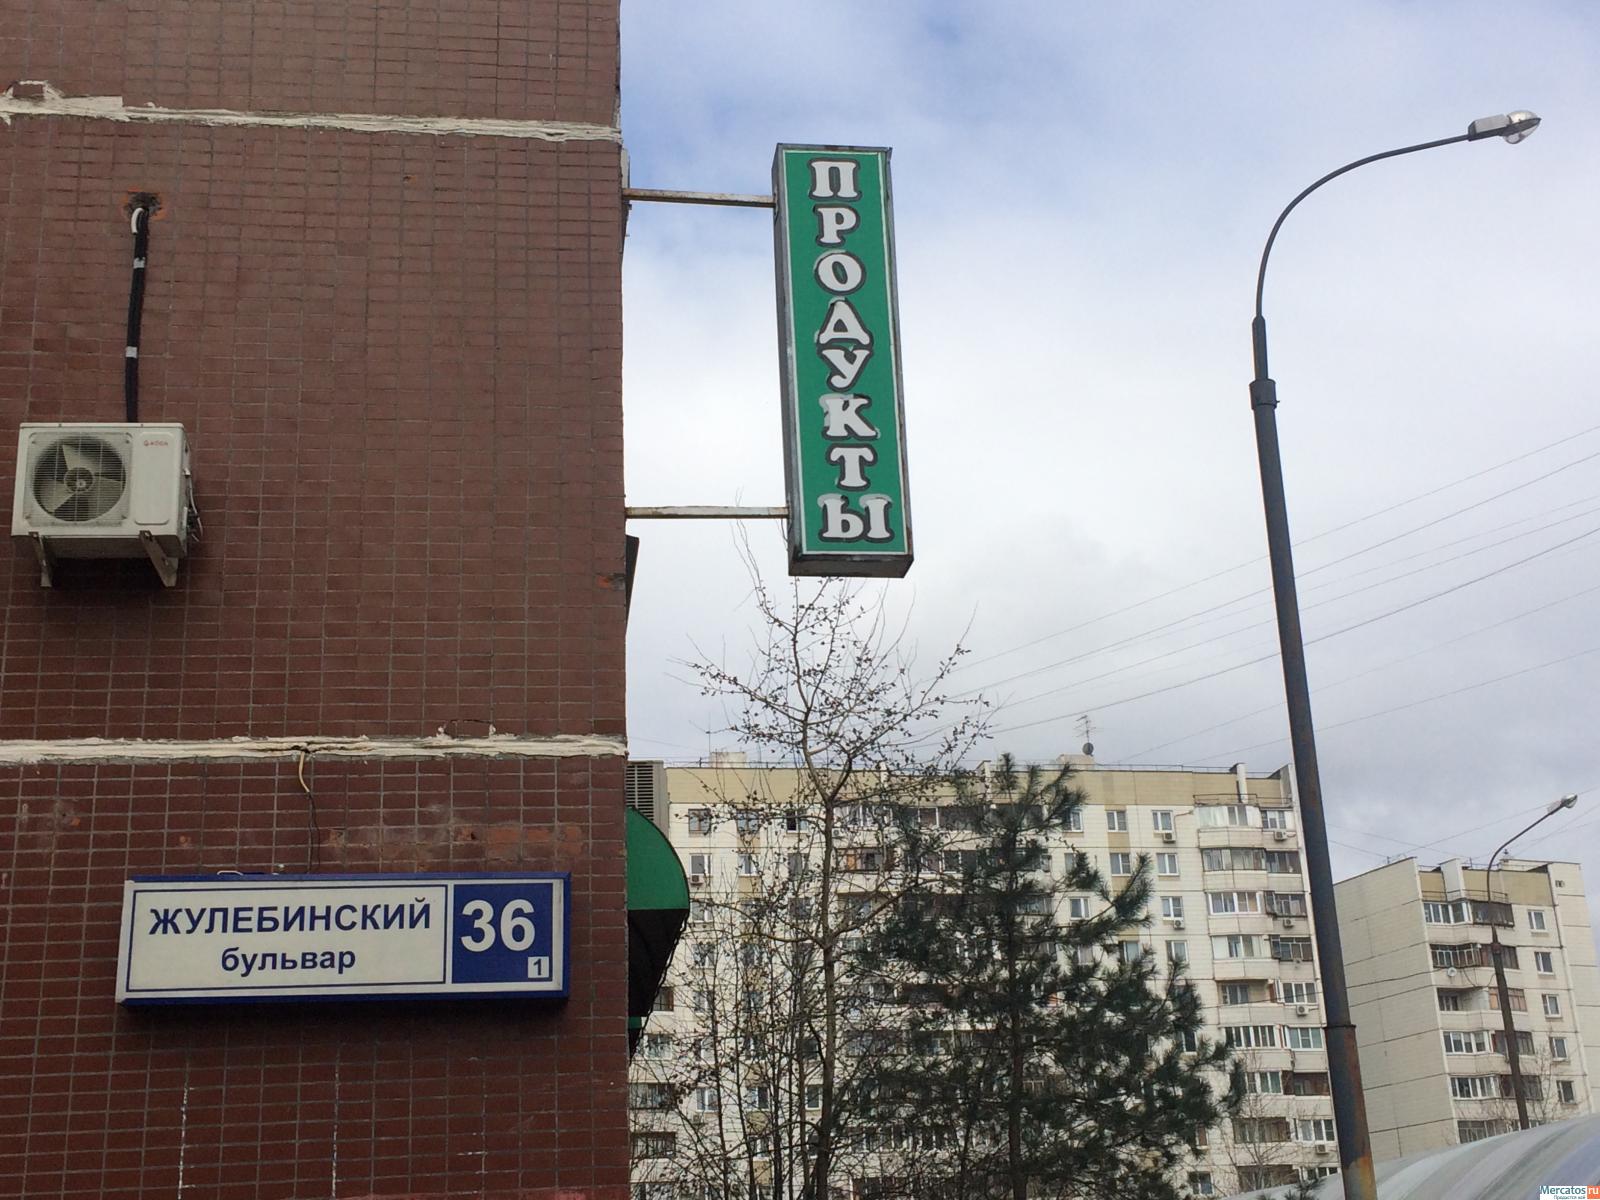 ПРОДУКТЫ
ЖУЛЕБИНСКИЙ
бульвар
36
1
Mercatos.ru